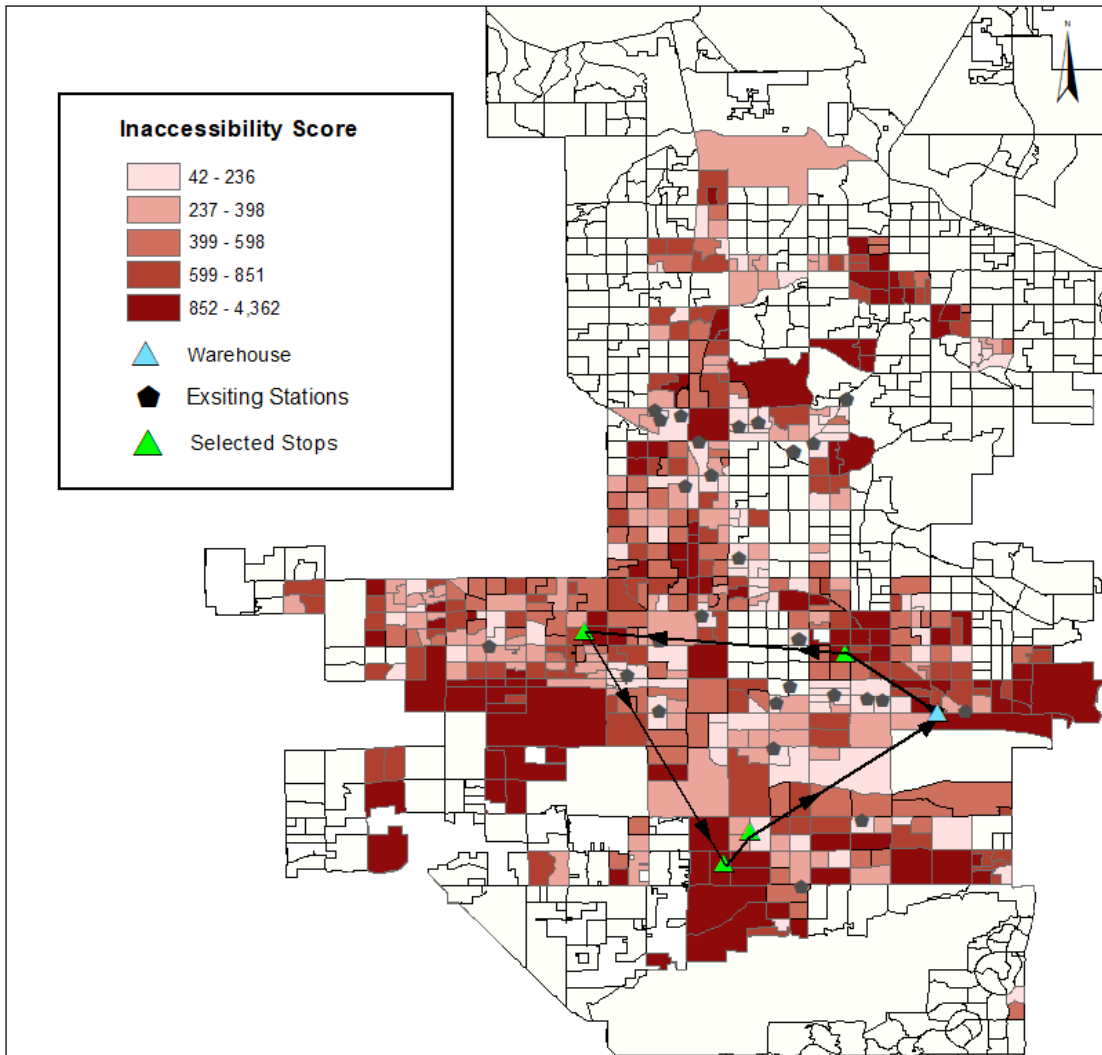 N
Inaccessibility Score
42 - 236
237 - 398
399 - 598
599 - 851
852 - 4,362
Warehouse
Exsiting Stations
Selected Stops